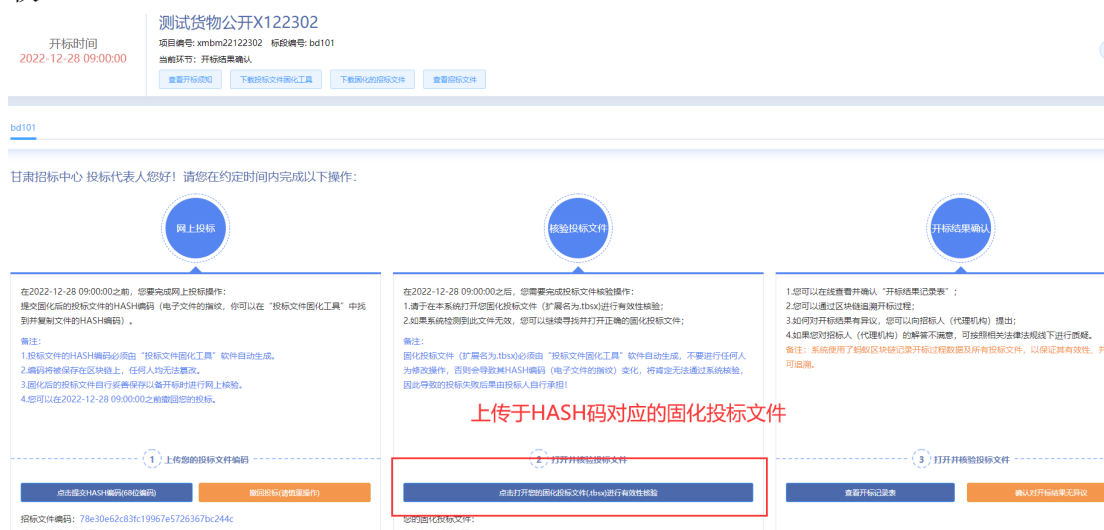 开标时间
2022-12-28 09:00:00
测试货物公开X122302
项目编号: xmbm22122302 标段编号: bd101
当前环节: 开标结果确认
查看开标须知 下载投标文件固化工具 下载固化的招标文件 查看招标文件
bd101
甘肃招标中心 投标代表人您好！请您在约定时间内完成以下操作:
网上投标
在2022-12-28 09:00:00之前，您要完成网上投标操作:
提交固化后的投标文件的HASH编码（电子文件的指纹，你可以在“投标文件固化工具”中找
到并复制文件的HASH编码）。
备注:
1.投标文件的HASH编码必须由“投标文件固化工具”软件自动生成。
2.编码将被保存在区块链上，任何人均无法篡改。
3.固化后的投标文件自行妥善保存以备开标时进行网上核验。
4.您可以在2022-12-28 09:00:00之前撤回您的投标。
1 上传您的投标文件编码
点击提交HASH编码(68位编码) 撤回投标(请慎重操作)
招标文件编码: 78e30e62c83fc19967e5726367bc244c
核验投标文件
在2022-12-28 09:00:00之后，您需要完成投标文件核验操作:
1.请于在本系统打开您固化投标文件（扩展名为.tbsx)进行有效性核验;
2.如果系统检测到此文件无效，您可以继续寻找并打开正确的固化投标文件;
备注:
固化投标文件（扩展名为.tbsx)必须由“投标文件固化工具”软件自动生成，不要进行任何人
为修改操作，否则会导致其HASH编码（电子文件的指纹）变化，将肯定无法通过系统核验，
因此导致的投标失败后果由投标人自行承担！
上传于HASH码对应的固化投标文件
2 打开并核验投标文件
点击打开您的固化投标文件(.tbsx)进行有效性核验
您的固化投标文件:
开标结果确认
1.您可以在线查看并确认“开标结果记录表”;
2.您可以通过区块链追溯开标过程;
3.如何对开标结果有异议，您可以向招标人（代理机构）提出;
4.如果您对招标人（代理机构）的解答不满意，可按照相关法律法规线下进行质疑。
备注: 系统使用了蚂蚁区块链记录开标过程数据及所有投标文件，以保证其有效性，并
可追溯。
3 打开并核验投标文件
查看开标记录表 确认对开标结果无异议